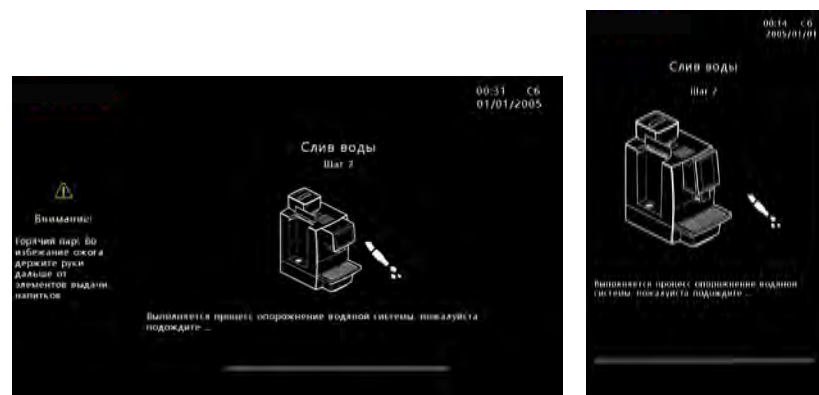 00:31 Сб
01/01/2005
Слив воды
Шаг 2
Внимание!
Горячий пар! Во
избежание ожога
держите руки
дальше от
элементов выдачи
напитков
Выполняется процесс опорожнение водяной системы, пожалуйста
подождите ...
00:14 Сб
2005/01/01
Слив воды
Шаг 2
Выполняется процесс опорожнение водяной
системы, пожалуйста подождите ...